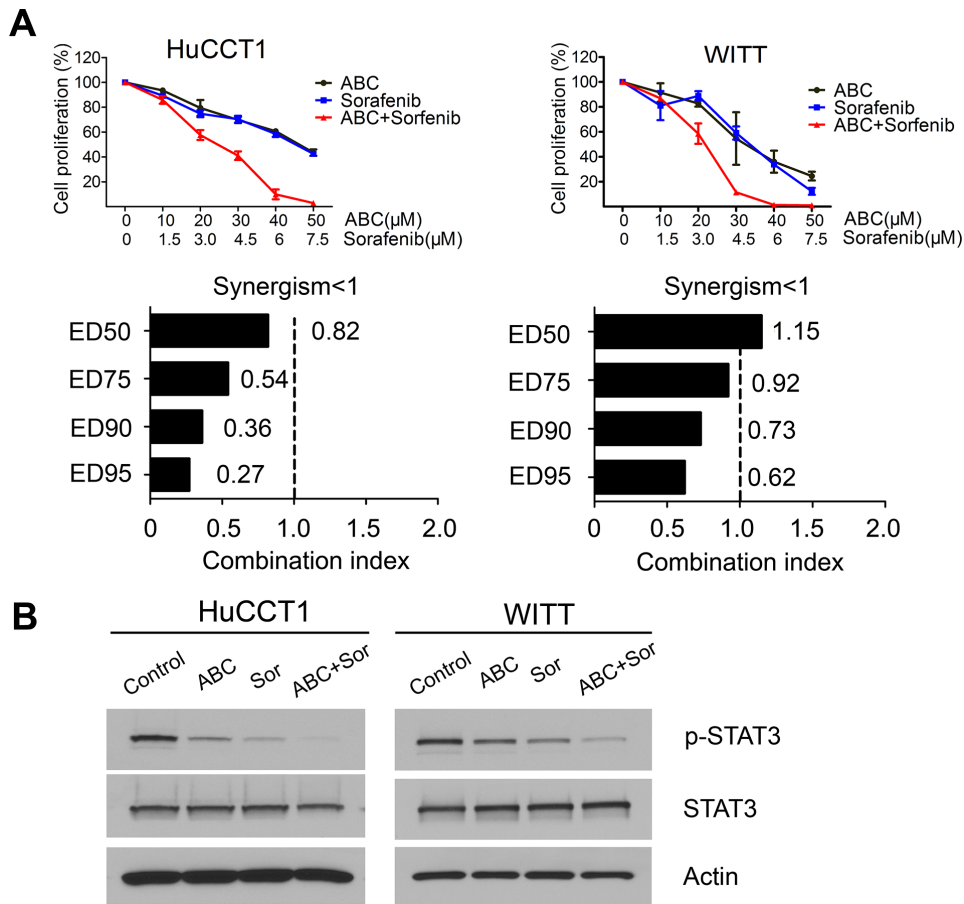 A
HuCCT1
Cell proliferation (%)
120
100
80
60
40
20
ABC
Sorafenib
ABC+Sorfenib
0 10 20 30 40 50 ABC(µM)
0 1.5 3.0 4.5 6 7.5 Sorafenib(µM)
WITT
Cell proliferation (%)
120
100
80
60
40
20
ABC
Sorafenib
ABC+Sorfenib
0 10 20 30 40 50 ABC(µM)
0 1.5 3.0 4.5 6 7.5 Sorafenib(µM)
Synergism<1
ED50 0.82
ED75 0.54
ED90 0.36
ED95 0.27
0 0.5 1.0 1.5 2.0
Combination index
Synergism<1
ED50 1.15
ED75 0.92
ED90 0.73
ED95 0.62
0 0.5 1.0 1.5 2.0
Combination index
B
HuCCT1
Control ABC Sor ABC+Sor
WITT
Control ABC Sor ABC+Sor
p-STAT3
STAT3
Actin